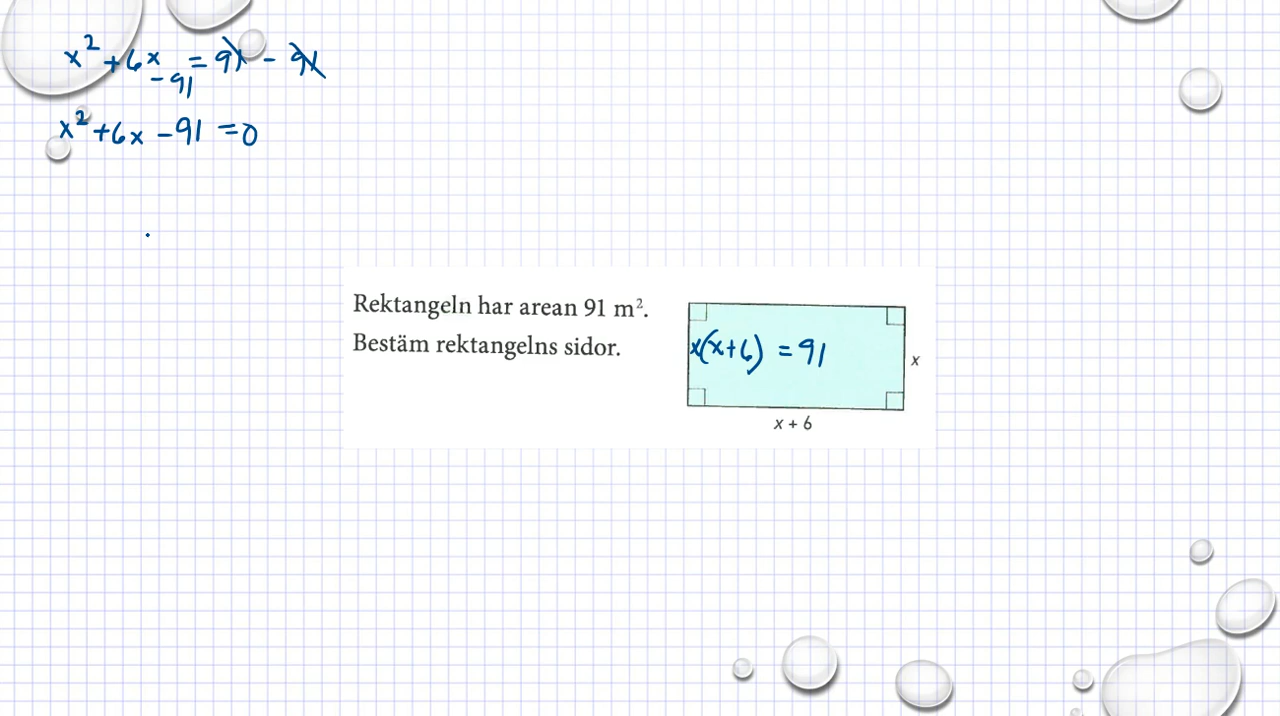 x² + 6x - 91 = 91 - 91
x² + 6x - 91 = 0
Rektangeln har arean 91 m².
Bestäm rektangelns sidor.
x(x+6) = 91
x
x + 6